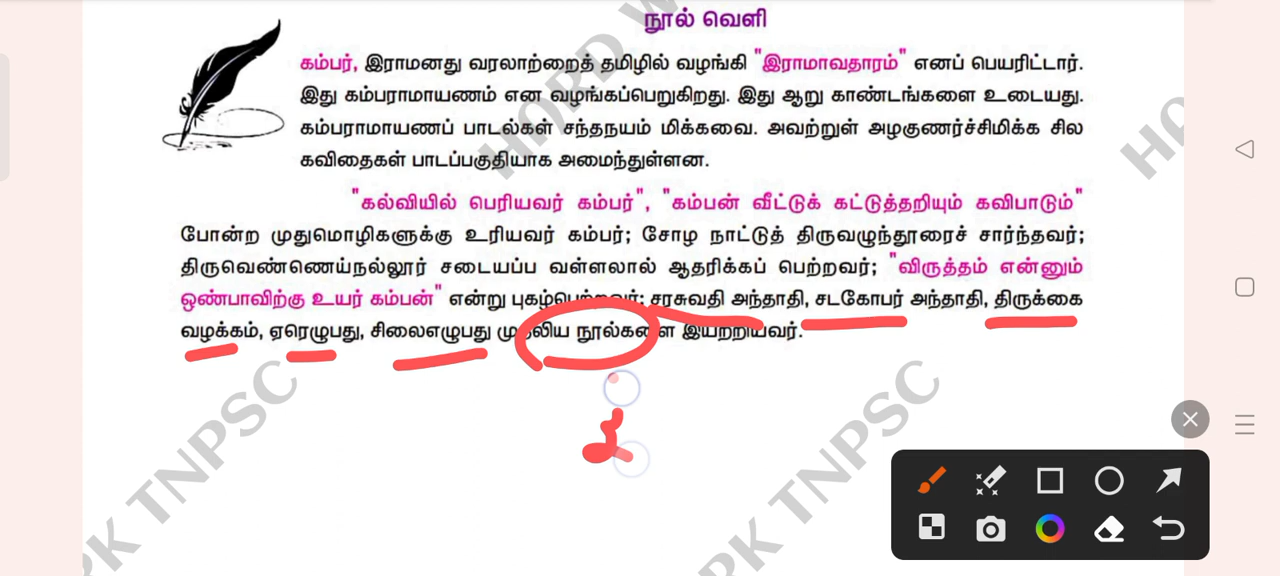 நூல் வெளி
கம்பர், இராமனது வரலாற்றைத் தமிழில் வழங்கி "இராமாவதாரம்" எனப் பெயரிட்டார்.
இது கம்பராமாயணம் என வழங்கப்பெறுகிறது. இது ஆறு காண்டங்களை உடையது.
கம்பராமாயணப் பாடல்கள் சந்தநயம் மிக்கவை. அவற்றுள் அழகுணர்ச்சிமிக்க சில
கவிதைகள் பாடப்பகுதியாக அமைந்துள்ளன.
"கல்வியில் பெரியவர் கம்பர்", "கம்பன் வீட்டுக் கட்டுத்தறியும் கவிபாடும்"
போன்ற முதுமொழிகளுக்கு உரியவர் கம்பர்; சோழ நாட்டுத் திருவழுந்தூரைச் சார்ந்தவர்;
திருவெண்ணெய்நல்லூர் சடையப்ப வள்ளலால் ஆதரிக்கப் பெற்றவர்; "விருத்தம் என்னும்
ஒண்பாவிற்கு உயர் கம்பன்" என்று புகழ்பெற்றவர்; சரசுவதி அந்தாதி, சடகோபர் அந்தாதி, திருக்கை
வழக்கம், ஏரெழுபது, சிலைஎழுபது முதலிய நூல்களை இயற்றியவர்.
PK TNPSC
TNPSC